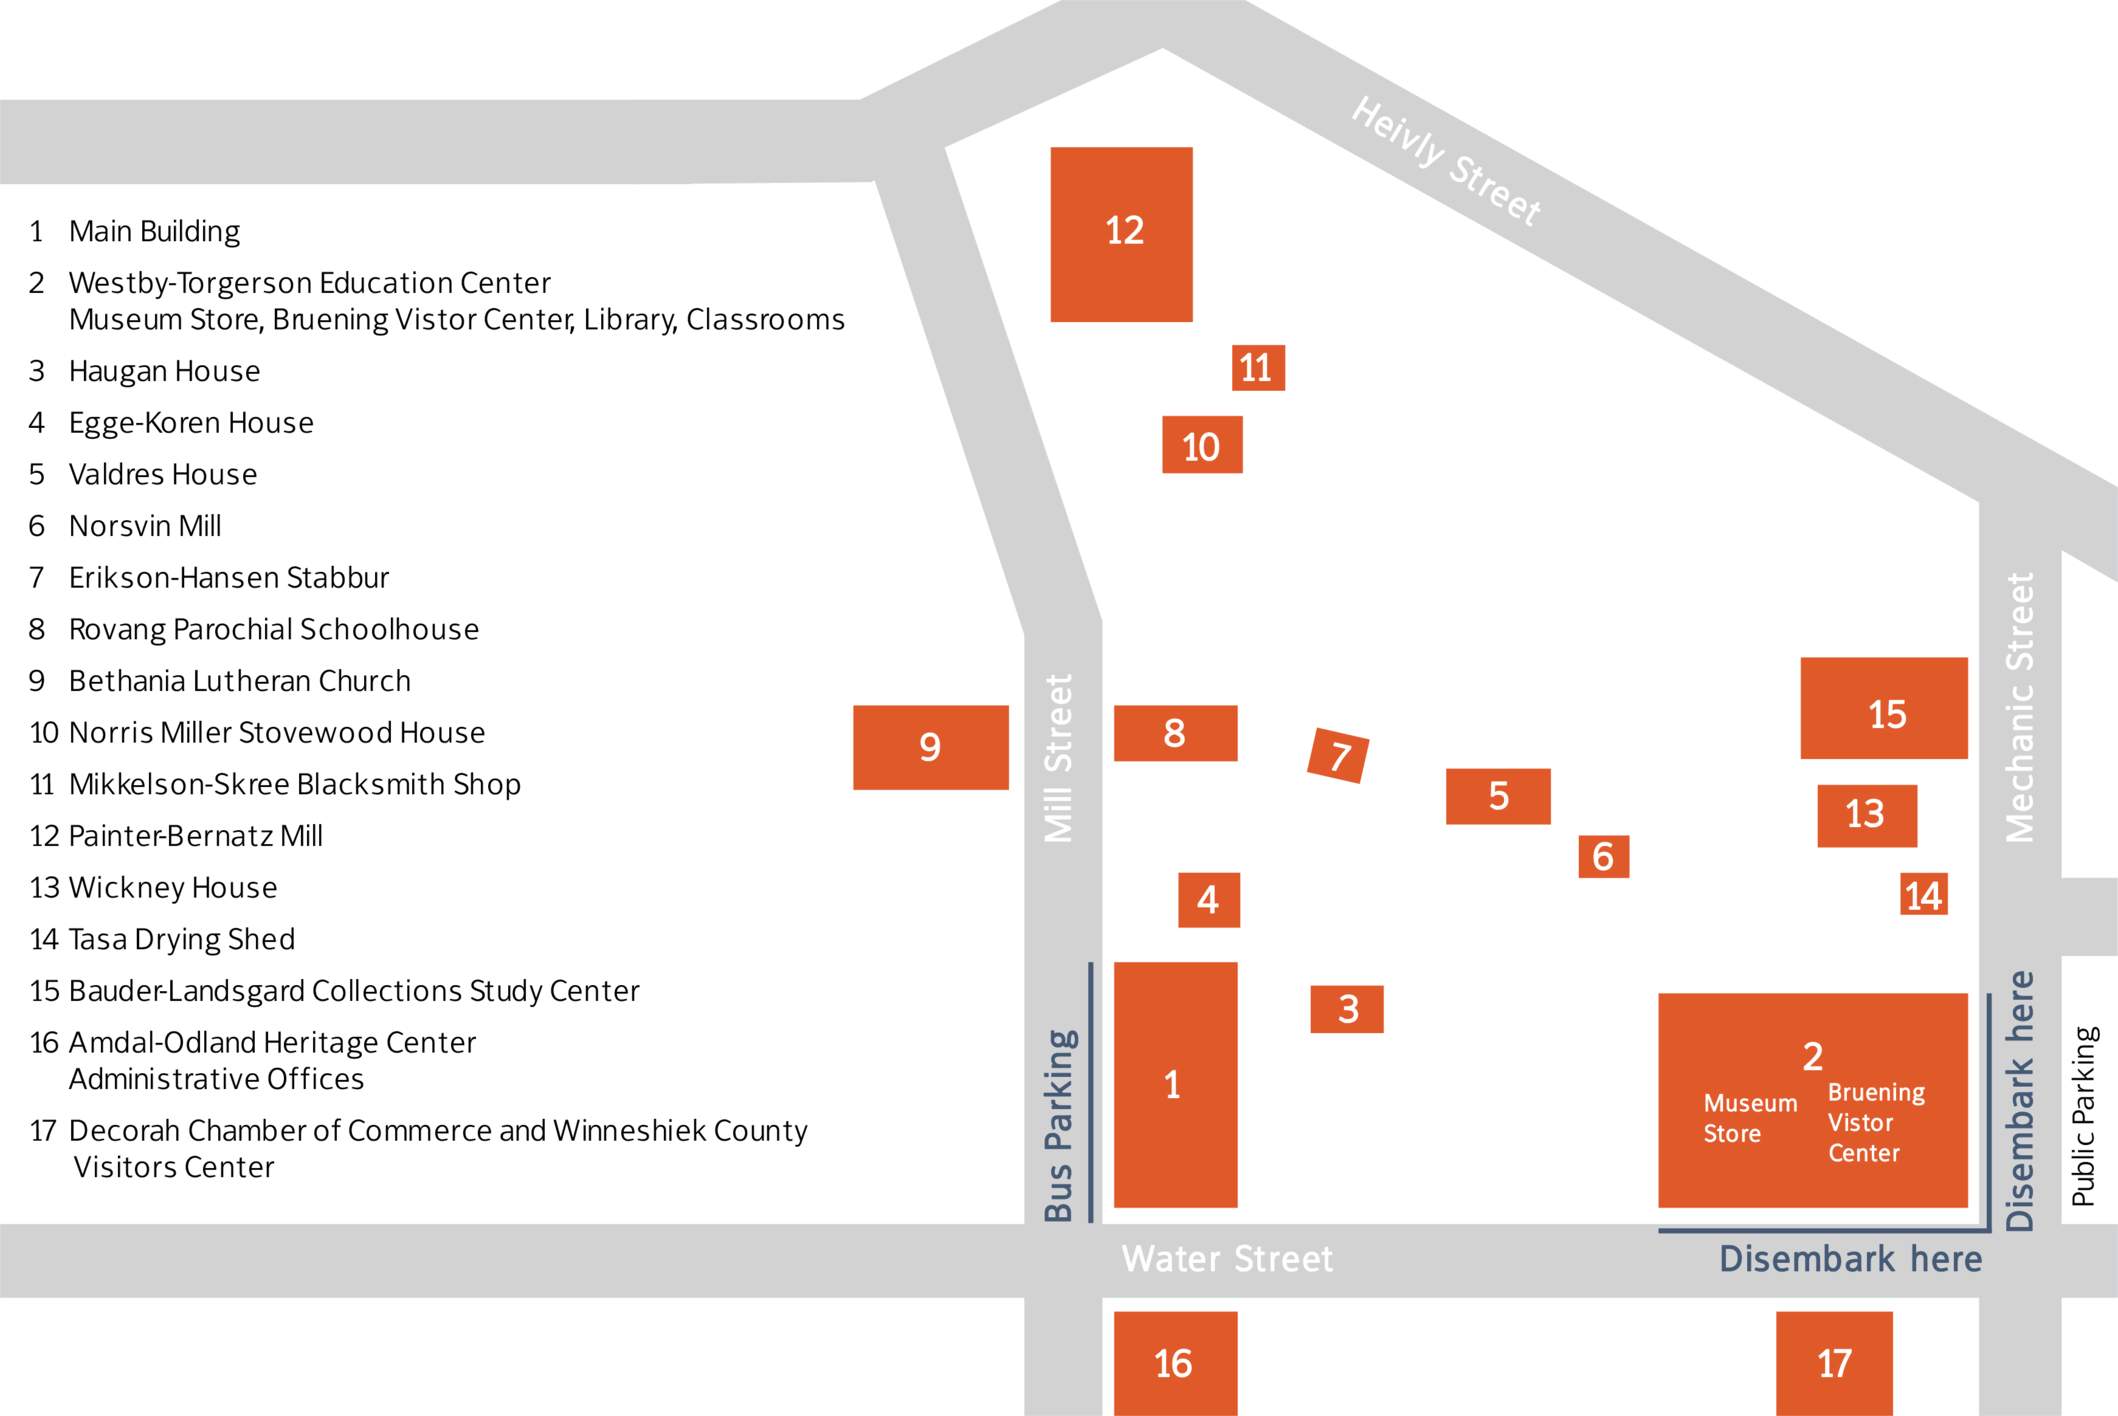 Heivly Street
1 Main Building
2 Westby-Torgerson Education Center
Museum Store, Bruening Vistor Center, Library, Classrooms
3 Haugan House
4 Egge-Koren House
5 Valdres House
6 Norsvin Mill
7 Erikson-Hansen Stabbur
8 Rovang Parochial Schoolhouse
9 Bethania Lutheran Church
10 Norris Miller Stovewood House
11 Mikkelson-Skree Blacksmith Shop
12 Painter-Bernatz Mill
13 Wickney House
14 Tasa Drying Shed
15 Bauder-Landsgard Collections Study Center
16 Amdal-Odland Heritage Center
Administrative Offices
17 Decorah Chamber of Commerce and Winneshiek County
Visitors Center
12
11
10
Mill Street
Mechanic Street
9
8
7
5
6
15
13
14
4
3
1
Bus Parking
2
Museum
Store
Bruening
Vistor
Center
Disembark here
Public Parking
Water Street
Disembark here
16
17